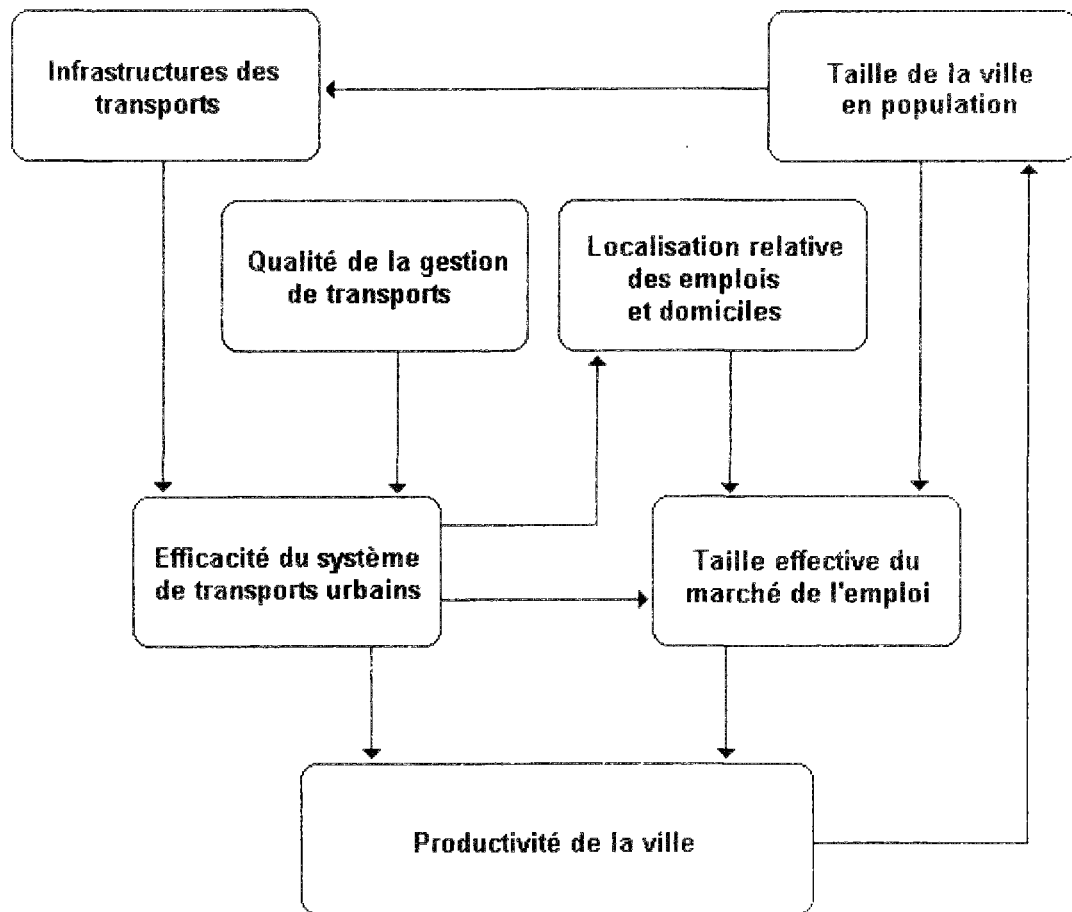 Infrastructures des
transports
Taille de la ville
en population
Qualité de la gestion
de transports
Localisation relative
des emplois
et domiciles
Efficacité du système
de transports urbains
Taille effective du
marché de l'emploi
Productivité de la ville